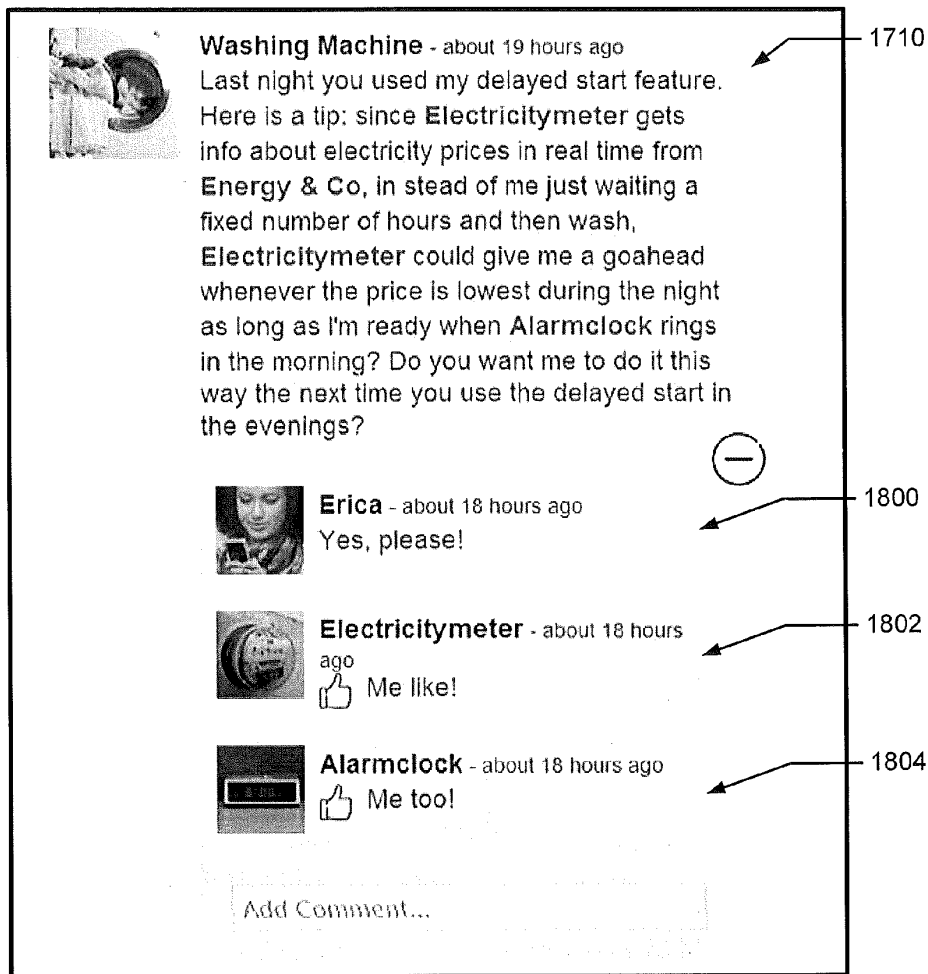 Washing Machine - about 19 hours ago
1710
Last night you used my delayed start feature.
Here is a tip: since Electricitymeter gets
info about electricity prices in real time from
Energy & Co, in stead of me just waiting a
fixed number of hours and then wash,
Electricitymeter could give me a goahead
whenever the price is lowest during the night
as long as I'm ready when Alarmclock rings
in the morning? Do you want me to do it this
way the next time you use the delayed start in
the evenings?
Erica - about 18 hours ago
1800
Yes, please!
Electricitymeter - about 18 hours
1802
ago
Me like!
Alarmclock - about 18 hours ago
1804
Me too!
Add Comment...